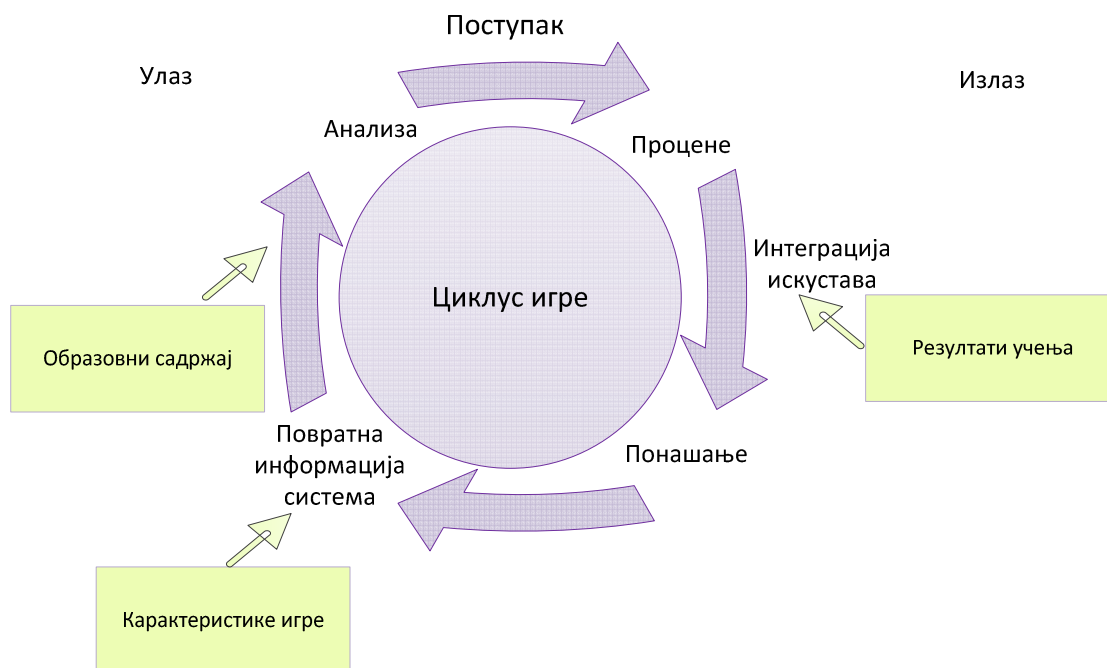 Поступак
Улаз
Излаз
Анализа
Процене
Интеграција
искустава
Циклус игре
Образовни садржај
Резултати учења
Повратна
информација
система
Понашање
Карактеристике игре